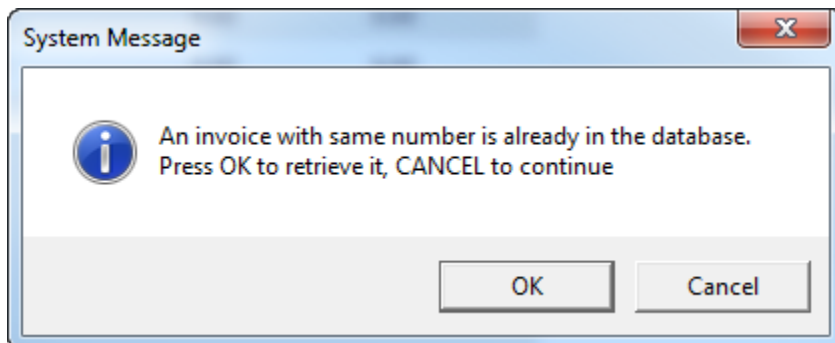 System Message
An invoice with same number is already in the database.
Press OK to retrieve it, CANCEL to continue
OK
Cancel